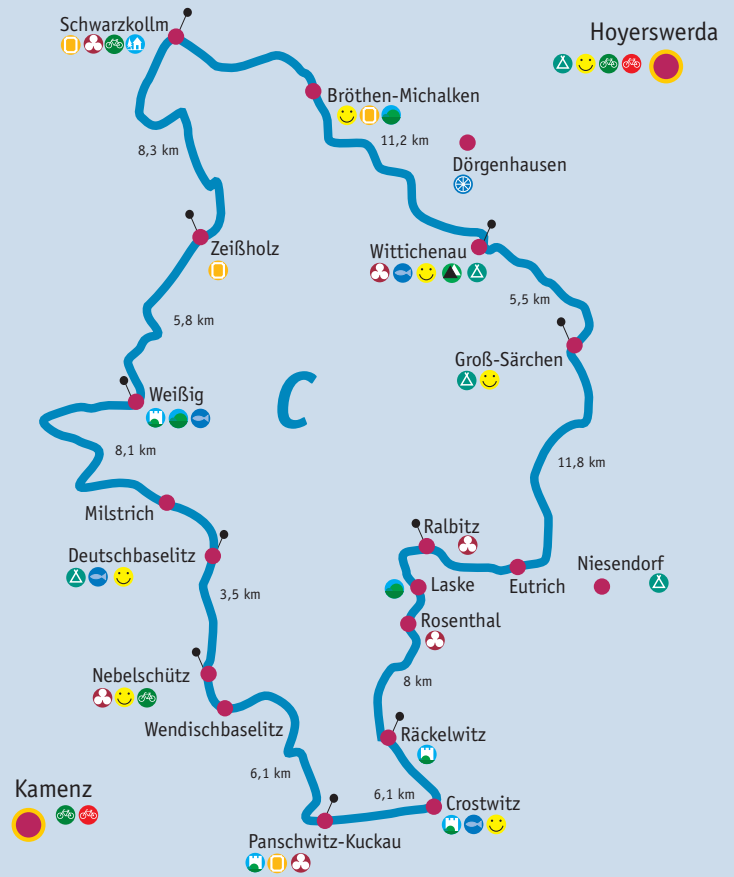 Schwarzkollm
Hoyerswerda
Bröthen-Michalken
11,2 km
8,3 km
Dörgenhausen
Zeißholz
Wittichenau
5,5 km
5,8 km
Groß-Särchen
Weißig
C
8,1 km
11,8 km
Milstrich
Ralbitz
Deutschbaselitz
Niesendorf
Eutrich
Laske
3,5 km
Rosenthal
Nebelschütz
8 km
Wendischbaselitz
Räckelwitz
6,1 km
Kamenz
6,1 km
Crostwitz
Panschwitz-Kuckau